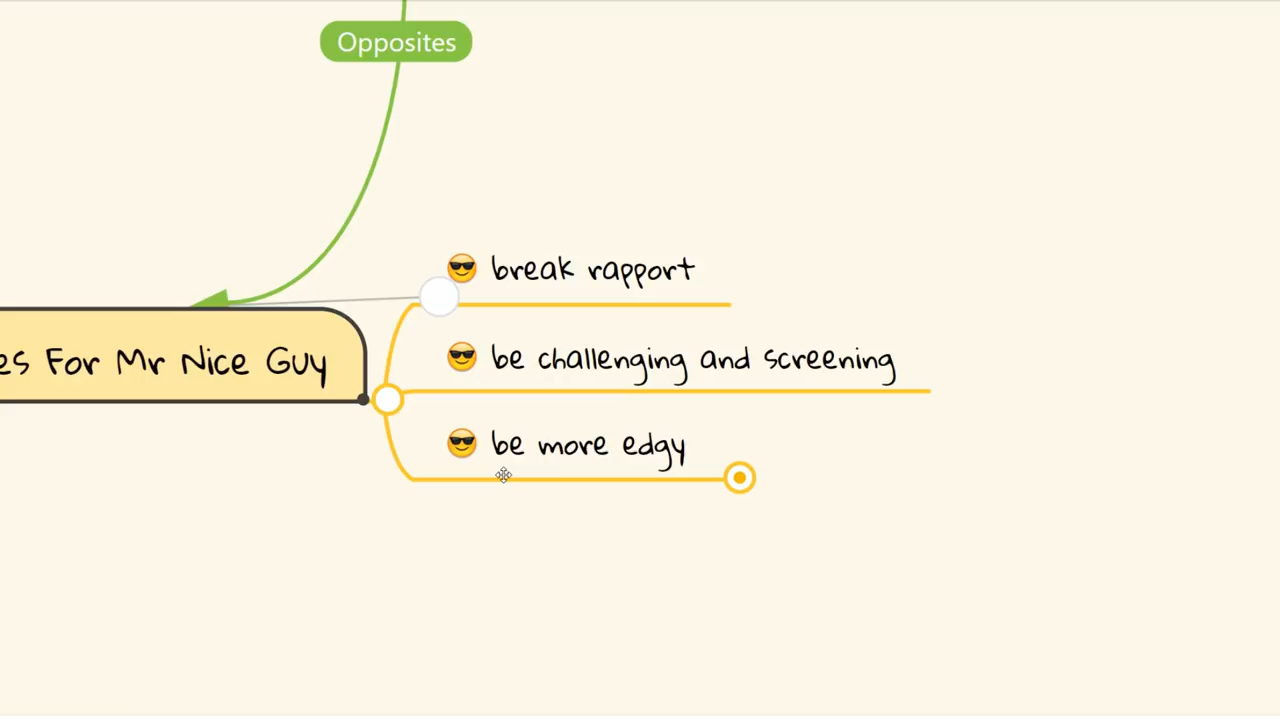 Opposites
break rapport
es For Mr Nice Guy
be challenging and screening
be more edgy